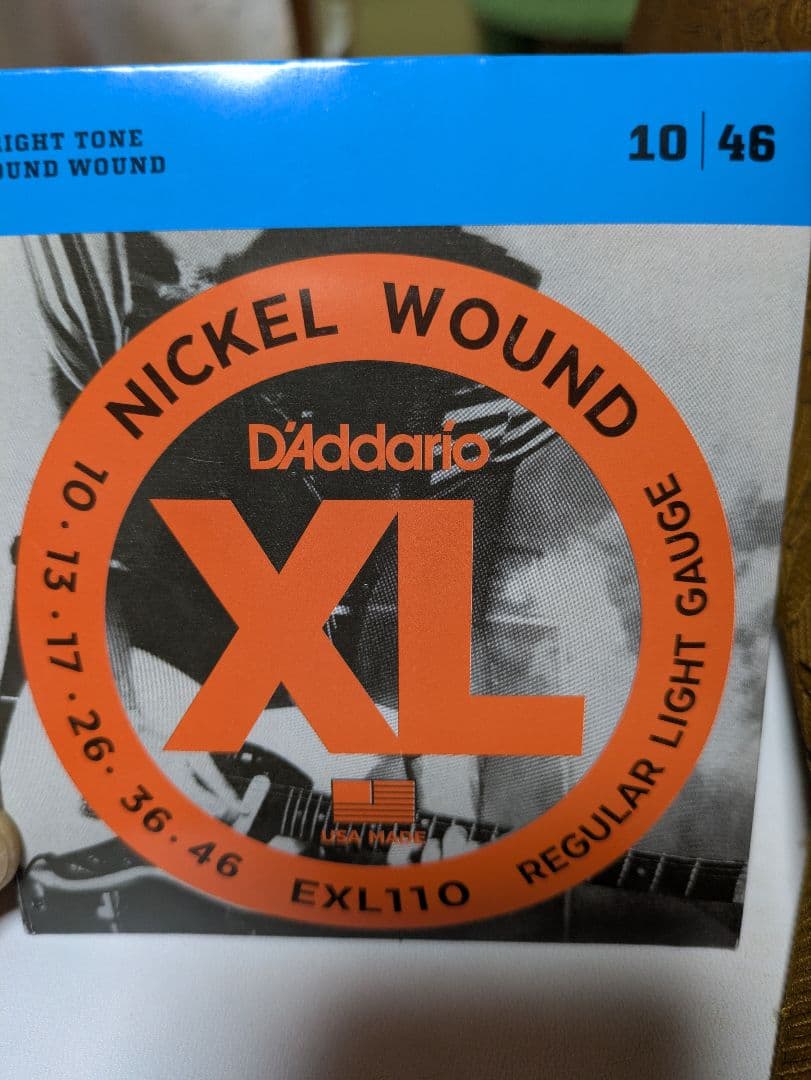 RIGHT TONE
OUND WOUND
10|46
NICKEL WOUND
D'Addario
XL
10 · 13 · 17 · 26 · 36 · 46
REGULAR LIGHT GAUGE
USA MADE
EXL110